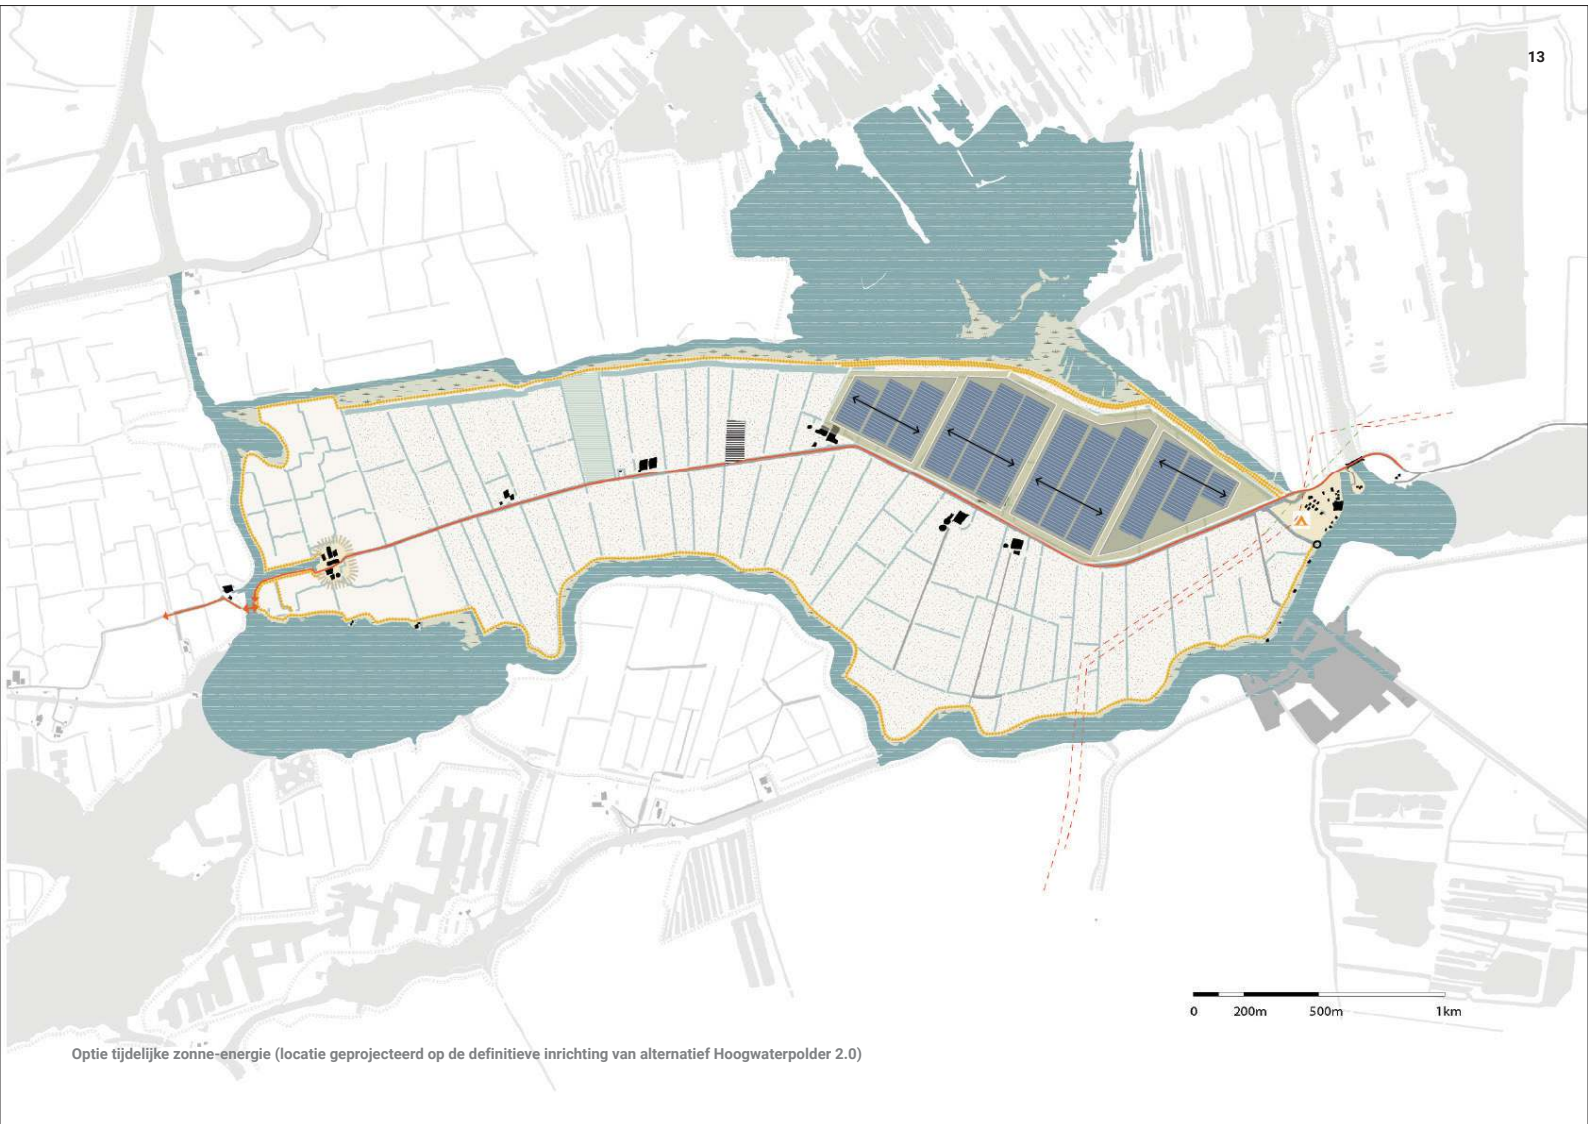 13
0 200m 500m 1km
Optie tijdelijke zonne-energie (locatie geprojecteerd op de definitieve inrichting van alternatief Hoogwaterpolder 2.0)